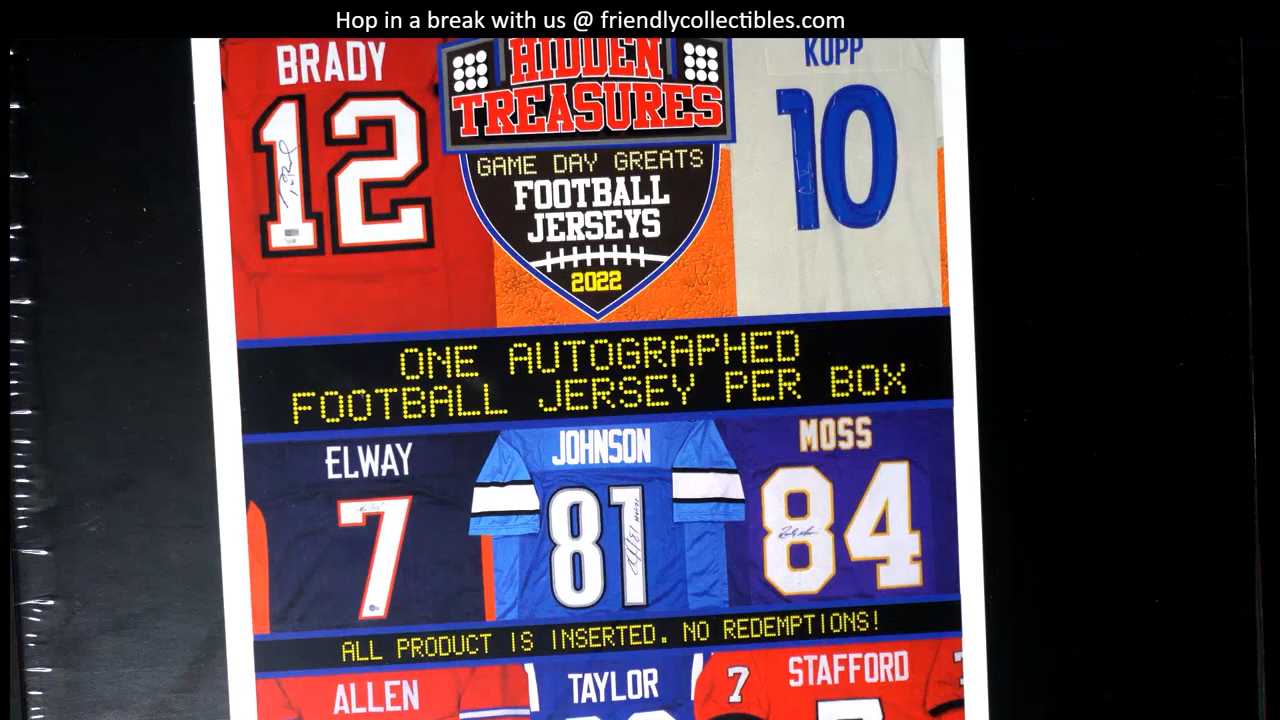 Hop in a break with us @ friendlycollectibles.com
BRADY
12
HIDDEN
TREASURES
GAME DAY GREATS
FOOTBALL
JERSEYS
2022
KUPP
10
ONE AUTOGRAPHED
FOOTBALL JERSEY PER BOX
ELWAY
7
JOHNSON
81
MOSS
84
ALL PRODUCT IS INSERTED. NO REDEMPTIONS!
ALLEN
TAYLOR
7
STAFFORD